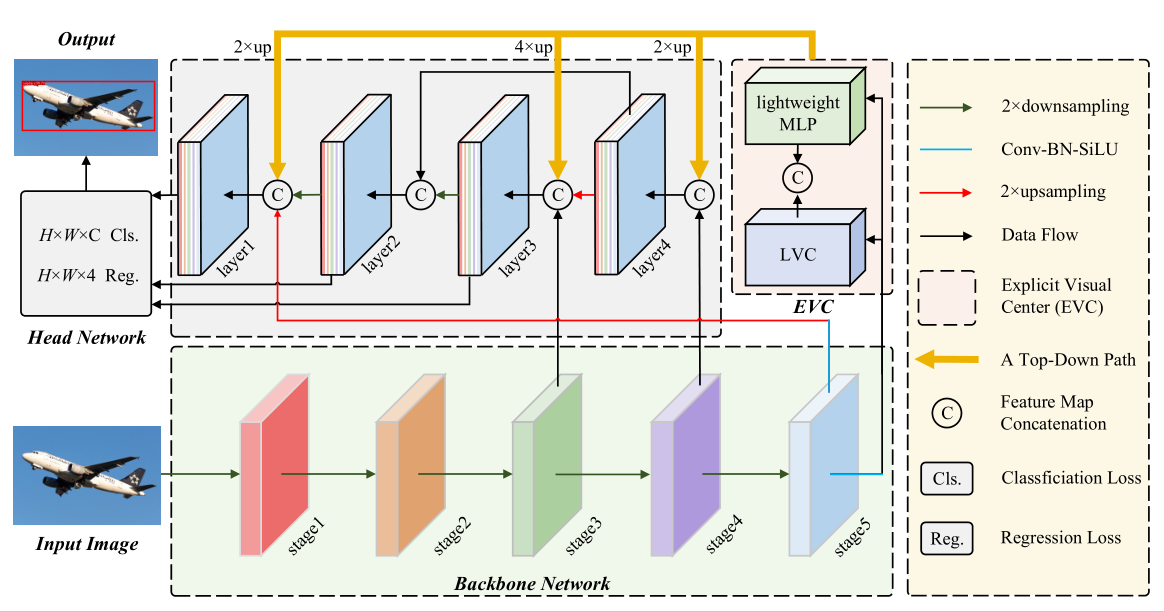 Output
2×up
4×up
2×up
lightweight
MLP
C
LVC
EVC
C
C
C
C
layer1
layer2
layer3
layer4
H×W×C Cls.
H×W×4 Reg.
Head Network
Input Image
stage1
stage2
stage3
stage4
stage5
Backbone Network
2×downsampling
Conv-BN-SiLU
2×upsampling
Data Flow
Explicit Visual
Center (EVC)
A Top-Down Path
C
Feature Map
Concatenation
Cls.
Classficiation Loss
Reg.
Regression Loss